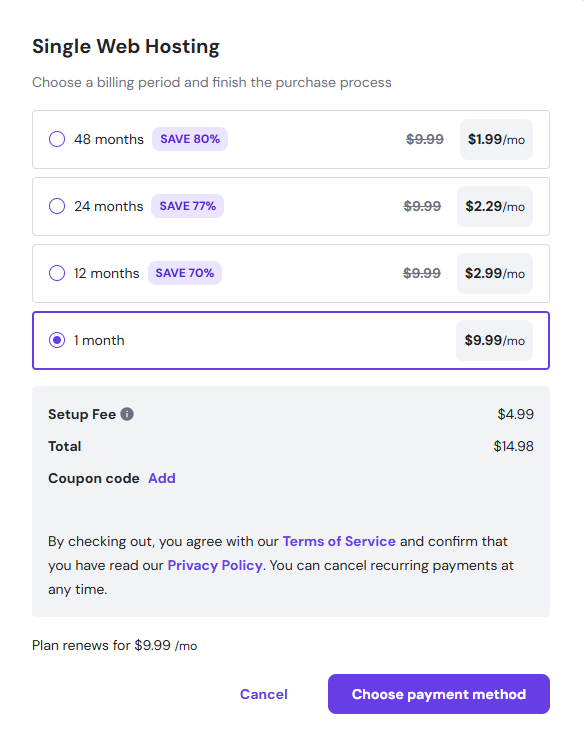 Single Web Hosting
Choose a billing period and finish the purchase process
48 months SAVE 80% $9.99 $1.99/mo
24 months SAVE 77% $9.99 $2.29/mo
12 months SAVE 70% $9.99 $2.99/mo
1 month $9.99/mo
Setup Fee $4.99
Total $14.98
Coupon code Add
By checking out, you agree with our Terms of Service and confirm that
you have read our Privacy Policy. You can cancel recurring payments at
any time.
Plan renews for $9.99 /mo
Cancel Choose payment method